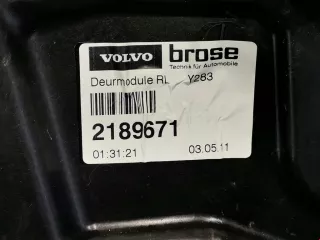 VOLVO brose
Technik für Automobile
Deurmodule RL Y283
2189671
01:31:21 03.05.11